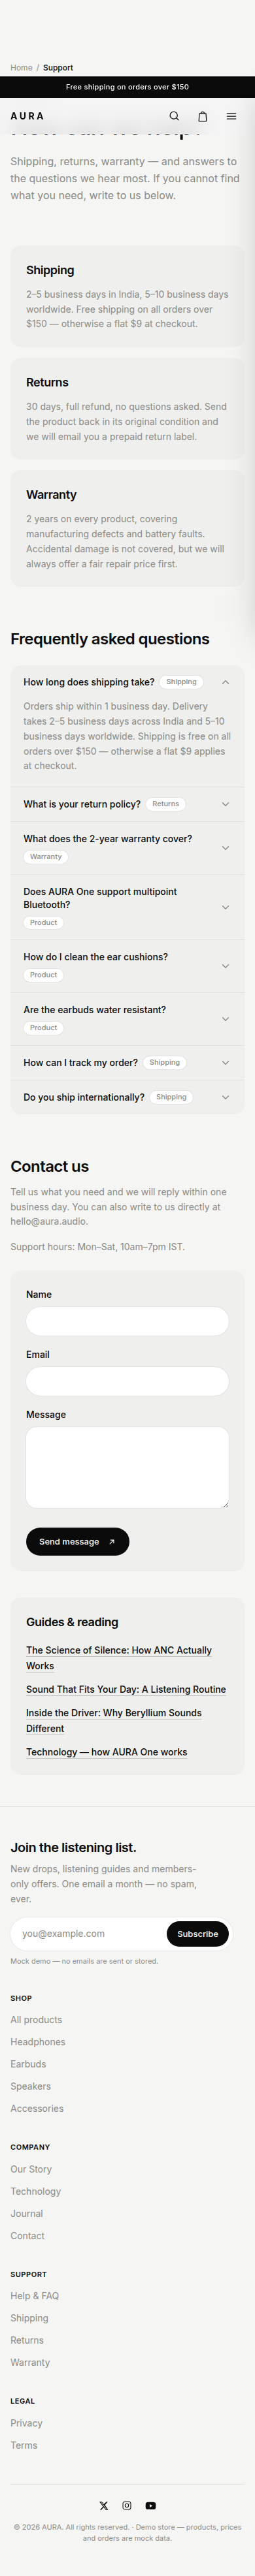 Home / Support
Free shipping on orders over $150
AURA
How can we help?
Shipping, returns, warranty — and answers to
the questions we hear most. If you cannot find
what you need, write to us below.
Shipping
2–5 business days in India, 5–10 business days
worldwide. Free shipping on all orders over
$150 — otherwise a flat $9 at checkout.
Returns
30 days, full refund, no questions asked. Send
the product back in its original condition and
we will email you a prepaid return label.
Warranty
2 years on every product, covering
manufacturing defects and battery faults.
Accidental damage is not covered, but we will
always offer a fair repair price first.
Frequently asked questions
How long does shipping take? Shipping
Orders ship within 1 business day. Delivery
takes 2–5 business days across India and 5–10
business days worldwide. Shipping is free on all
orders over $150 — otherwise a flat $9 applies
at checkout.
What is your return policy? Returns
What does the 2-year warranty cover?
Warranty
Does AURA One support multipoint
Bluetooth?
Product
How do I clean the ear cushions?
Product
Are the earbuds water resistant?
Product
How can I track my order? Shipping
Do you ship internationally? Shipping
Contact us
Tell us what you need and we will reply within one
business day. You can also write to us directly at
hello@aura.audio.
Support hours: Mon–Sat, 10am–7pm IST.
Name
Email
Message
Send message
Guides & reading
The Science of Silence: How ANC Actually
Works
Sound That Fits Your Day: A Listening Routine
Inside the Driver: Why Beryllium Sounds
Different
Technology — how AURA One works
Join the listening list.
New drops, listening guides and members-
only offers. One email a month — no spam,
ever.
you@example.com
Subscribe
Mock demo — no emails are sent or stored.
SHOP
All products
Headphones
Earbuds
Speakers
Accessories
COMPANY
Our Story
Technology
Journal
Contact
SUPPORT
Help & FAQ
Shipping
Returns
Warranty
LEGAL
Privacy
Terms
© 2026 AURA. All rights reserved. · Demo store — products, prices
and orders are mock data.